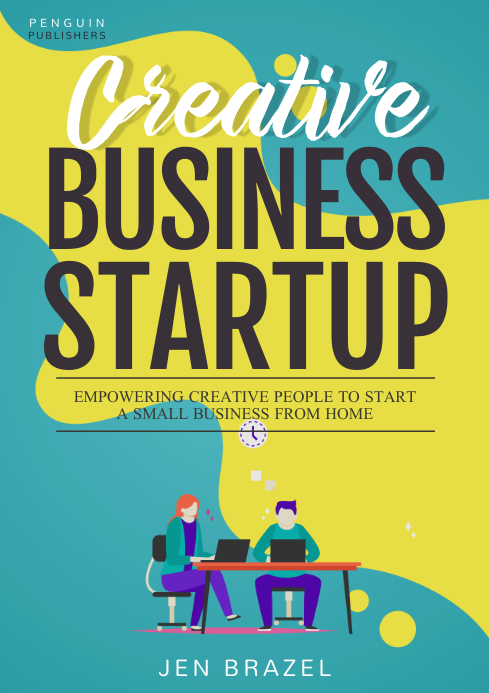 PENGUIN
PUBLISHERS
Creative
BUSINESS
STARTUP
EMPOWERING CREATIVE PEOPLE TO START
A SMALL BUSINESS FROM HOME
JEN BRAZEL